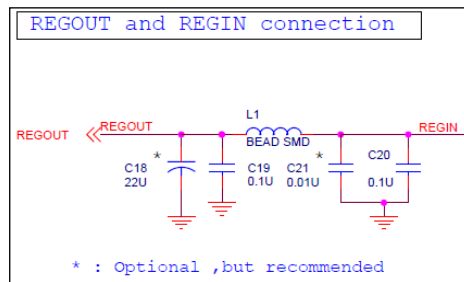 REGOUT and REGIN connection
L1
REGOUT REGOUT REGIN
BEAD SMD
* *
C18 C19 C21 C20
22U 0.1U 0.01U 0.1U
* : Optional ,but recommended